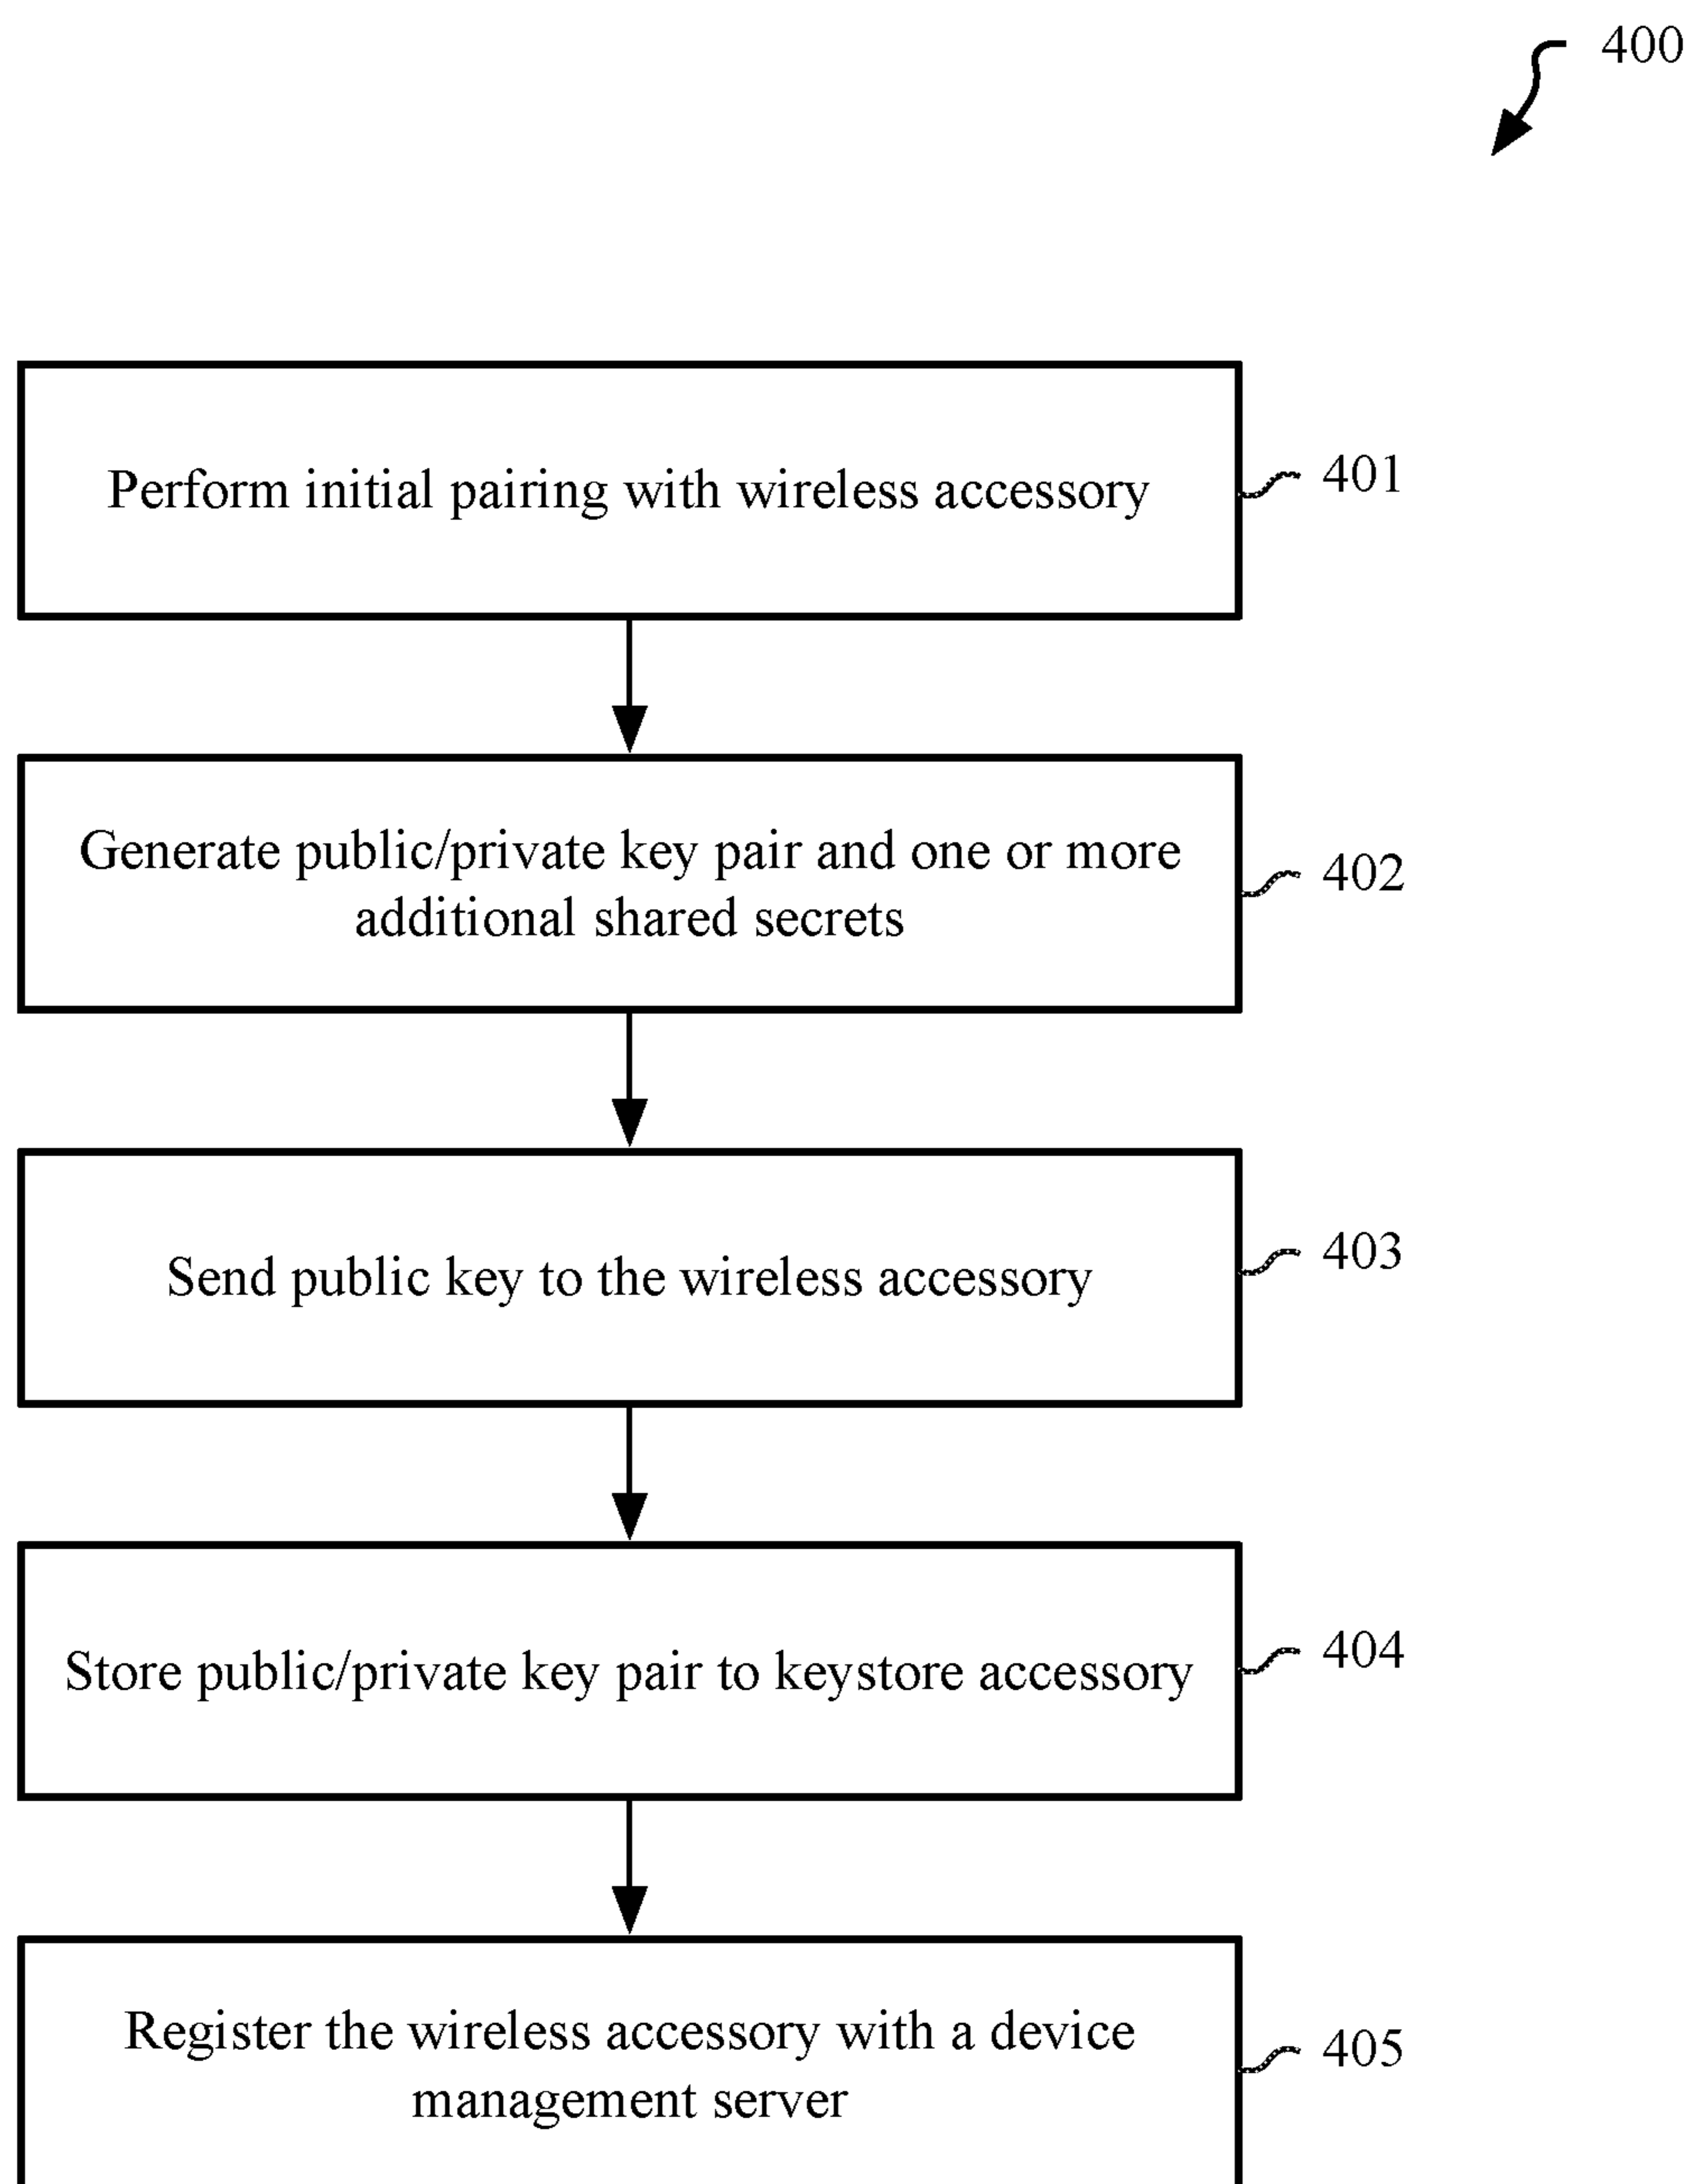 400
Perform initial pairing with wireless accessory
401
Generate public/private key pair and one or more
additional shared secrets
402
Send public key to the wireless accessory
403
Store public/private key pair to keystore accessory
404
Register the wireless accessory with a device
management server
405